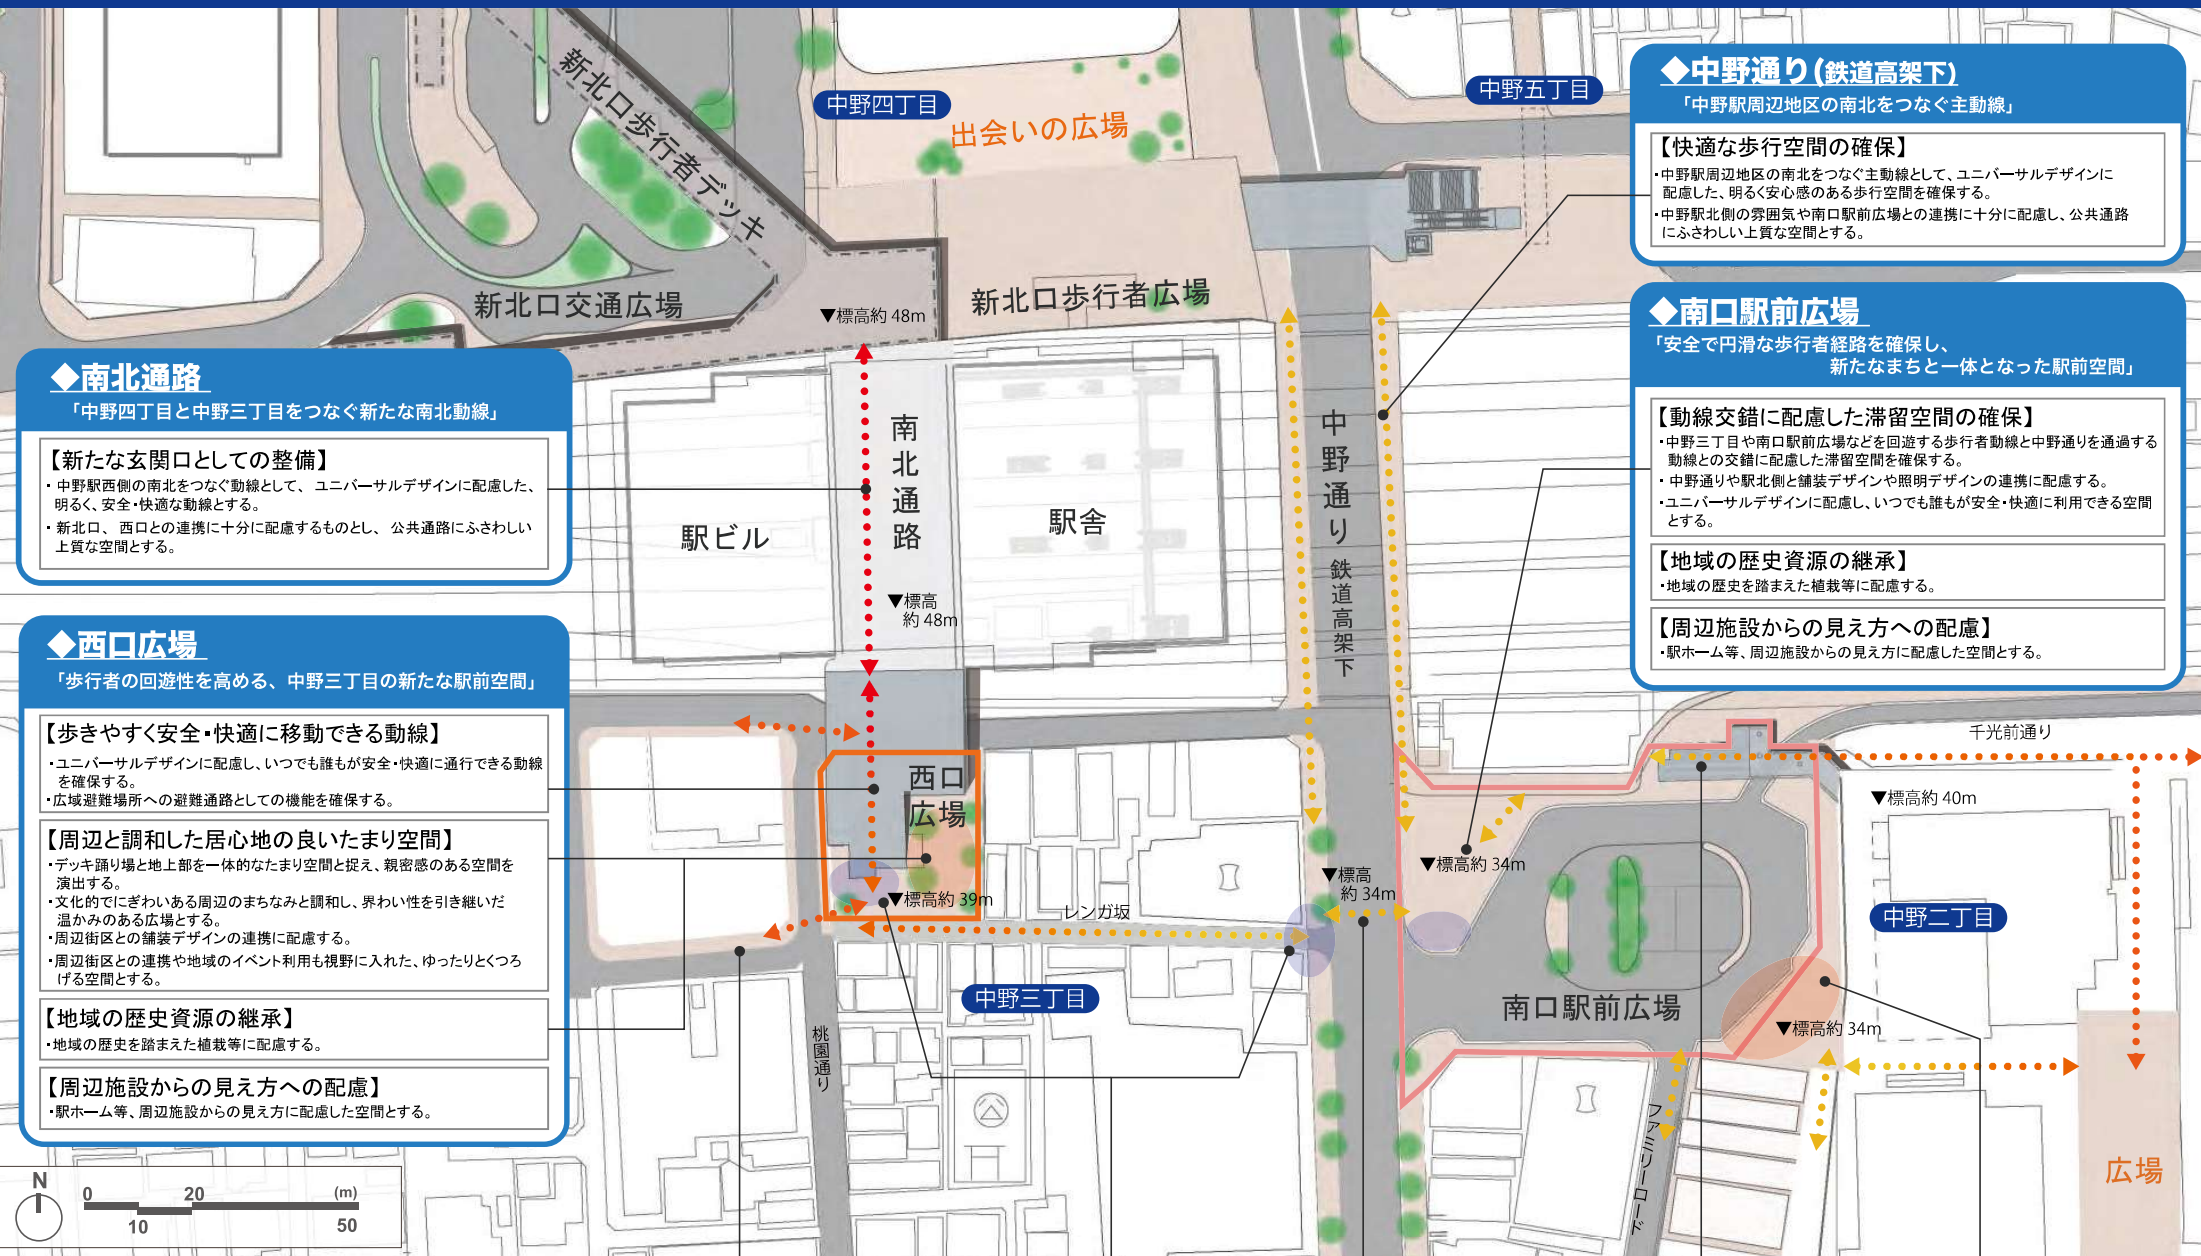 新北口歩行者デッキ
中野四丁目
出会いの広場
中野五丁目
新北口交通広場
新北口歩行者広場
▼標高約 48m
◆中野通り(鉄道高架下)
「中野駅周辺地区の南北をつなぐ主動線」
【快適な歩行空間の確保】
・中野駅周辺地区の南北をつなぐ主動線として、ユニバーサルデザインに
配慮した、明るく安心感のある歩行空間を確保する。
・中野駅北側の雰囲気や南口駅前広場との連携に十分に配慮し、公共通路
にふさわしい上質な空間とする。
◆南口駅前広場
「安全で円滑な歩行者経路を確保し、
新たなまちと一体となった駅前空間」
【動線交錯に配慮した滞留空間の確保】
・中野三丁目や南口駅前広場などを回遊する歩行者動線と中野通りを通過する
動線との交錯に配慮した滞留空間を確保する。
・中野通りや駅北側と舗装デザインや照明デザインの連携に配慮する。
・ユニバーサルデザインに配慮し、いつでも誰もが安全・快適に利用できる空間
とする。
【地域の歴史資源の継承】
・地域の歴史を踏まえた植栽等に配慮する。
【周辺施設からの見え方への配慮】
・駅ホーム等、周辺施設からの見え方に配慮した空間とする。
◆南北通路
「中野四丁目と中野三丁目をつなぐ新たな南北動線」
【新たな玄関口としての整備】
・中野駅西側の南北をつなぐ動線として、ユニバーサルデザインに配慮した、
明るく、安全・快適な動線とする。
・新北口、西口との連携に十分に配慮するものとし、公共通路にふさわしい
上質な空間とする。
駅ビル
南北通路
駅舎
中野通り 鉄道高架下
▼標高
約 48m
◆西口広場
「歩行者の回遊性を高める、中野三丁目の新たな駅前空間」
【歩きやすく安全・快適に移動できる動線】
・ユニバーサルデザインに配慮し、いつでも誰もが安全・快適に通行できる動線
を確保する。
・広域避難場所への避難通路としての機能を確保する。
【周辺と調和した居心地の良いたまり空間】
・デッキ踊り場と地上部を一体的なたまり空間と捉え、親密感のある空間を
演出する。
・文化的でにぎわいある周辺のまちなみと調和し、界わい性を引き継いだ
温かみのある広場とする。
・周辺街区との舗装デザインの連携に配慮する。
・周辺街区との連携や地域のイベント利用も視野に入れた、ゆったりとくつろ
げる空間とする。
【地域の歴史資源の継承】
・地域の歴史を踏まえた植栽等に配慮する。
【周辺施設からの見え方への配慮】
・駅ホーム等、周辺施設からの見え方に配慮した空間とする。
西口
広場
▼標高約 39m
レンガ坂
中野三丁目
桃園通り
▼標高
約 34m
▼標高約 34m
千光前通り
▼標高約 40m
中野二丁目
南口駅前広場
▼標高約 34m
ファミリーロード
広場
N
0 20 (m)
10 50